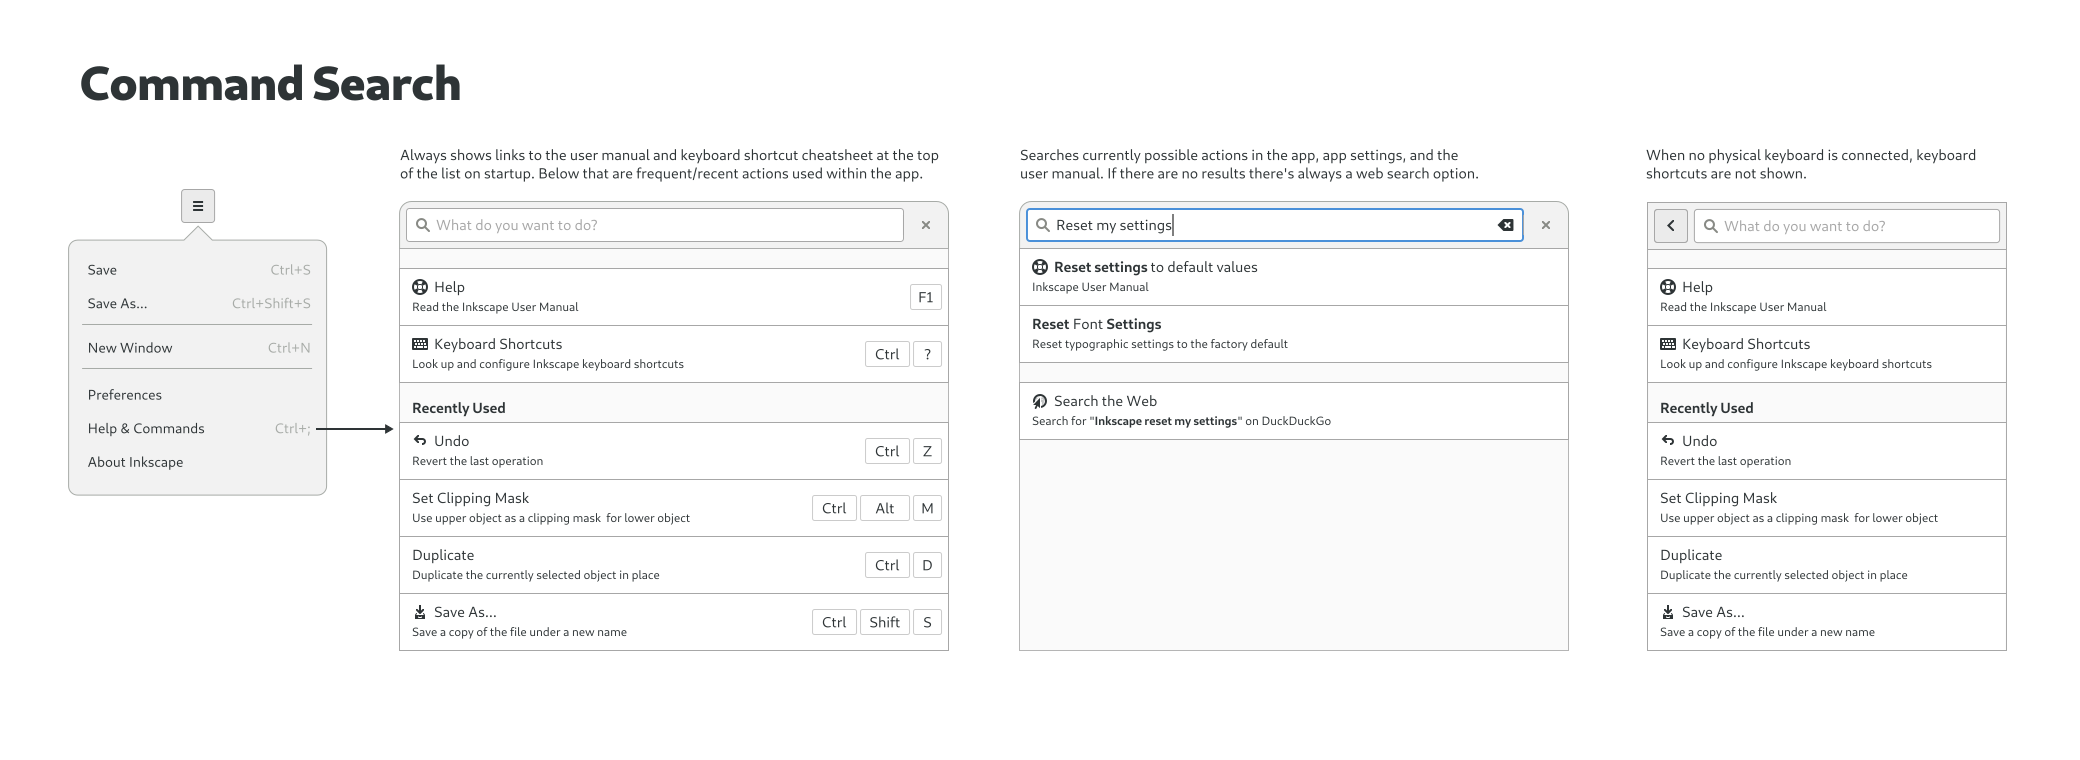 Command Search
Save Ctrl+S
Save As... Ctrl+Shift+S
New Window Ctrl+N
Preferences
Help & Commands Ctrl+;
About Inkscape
Always shows links to the user manual and keyboard shortcut cheatsheet at the top
of the list on startup. Below that are frequent/recent actions used within the app.
What do you want to do?
Help
Read the Inkscape User Manual
F1
Keyboard Shortcuts
Look up and configure Inkscape keyboard shortcuts
Ctrl ?
Recently Used
Undo
Revert the last operation
Ctrl Z
Set Clipping Mask
Use upper object as a clipping mask  for lower object
Ctrl Alt M
Duplicate
Duplicate the currently selected object in place
Ctrl D
Save As...
Save a copy of the file under a new name
Ctrl Shift S
Searches currently possible actions in the app, app settings, and the
user manual. If there are no results there's always a web search option.
Reset my settings
Reset settings to default values
Inkscape User Manual
Reset Font Settings
Reset typographic settings to the factory default
Search the Web
Search for "Inkscape reset my settings" on DuckDuckGo
When no physical keyboard is connected, keyboard
shortcuts are not shown.
What do you want to do?
Help
Read the Inkscape User Manual
Keyboard Shortcuts
Look up and configure Inkscape keyboard shortcuts
Recently Used
Undo
Revert the last operation
Set Clipping Mask
Use upper object as a clipping mask  for lower object
Duplicate
Duplicate the currently selected object in place
Save As...
Save a copy of the file under a new name